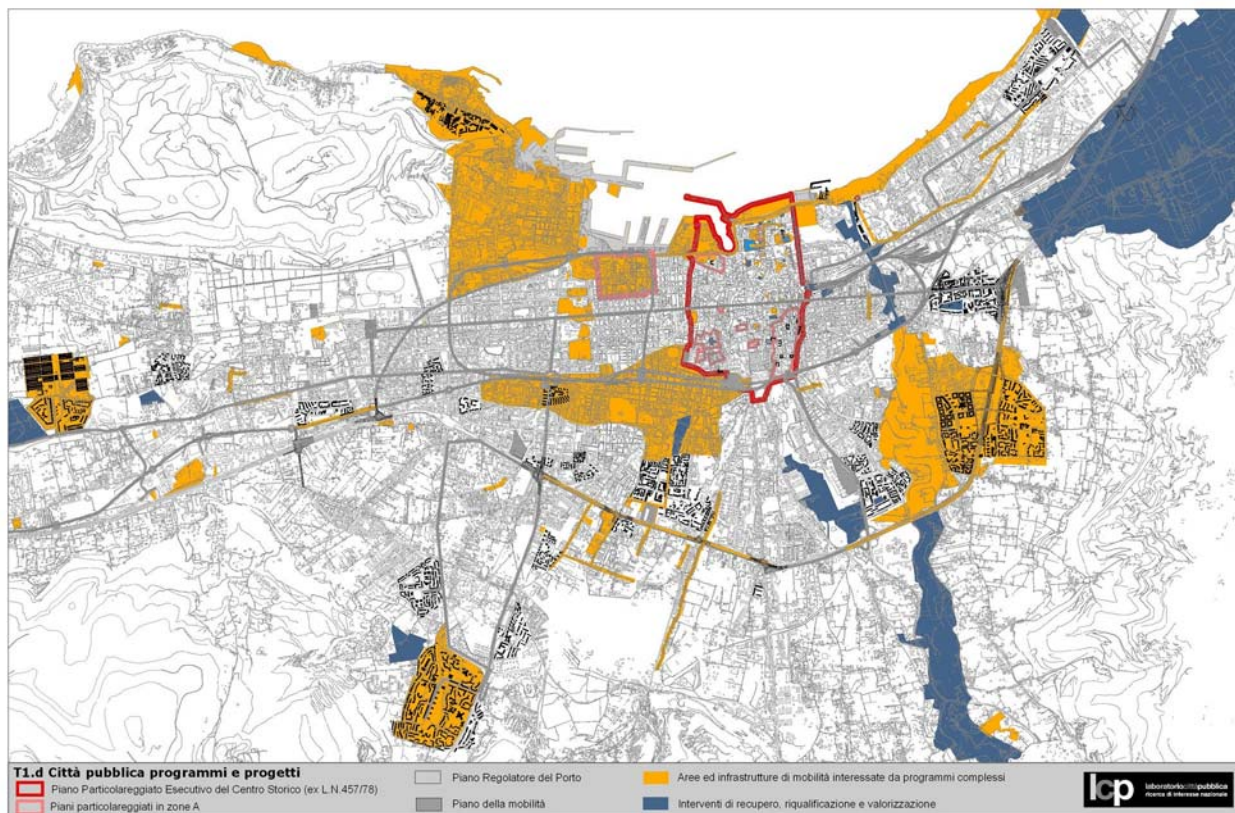 T1.d Città pubblica programmi e progetti
Piano Particolareggiato Esecutivo del Centro Storico (ex L.N.457/78)
Piani particolareggiati in zone A
Piano Regolatore del Porto
Piano della mobilità
Aree ed infrastrutture di mobilità interessate da programmi complessi
Interventi di recupero, riqualificazione e valorizzazione
lcp
laboratoriocittàpubblica
ricerca di interesse nazionale